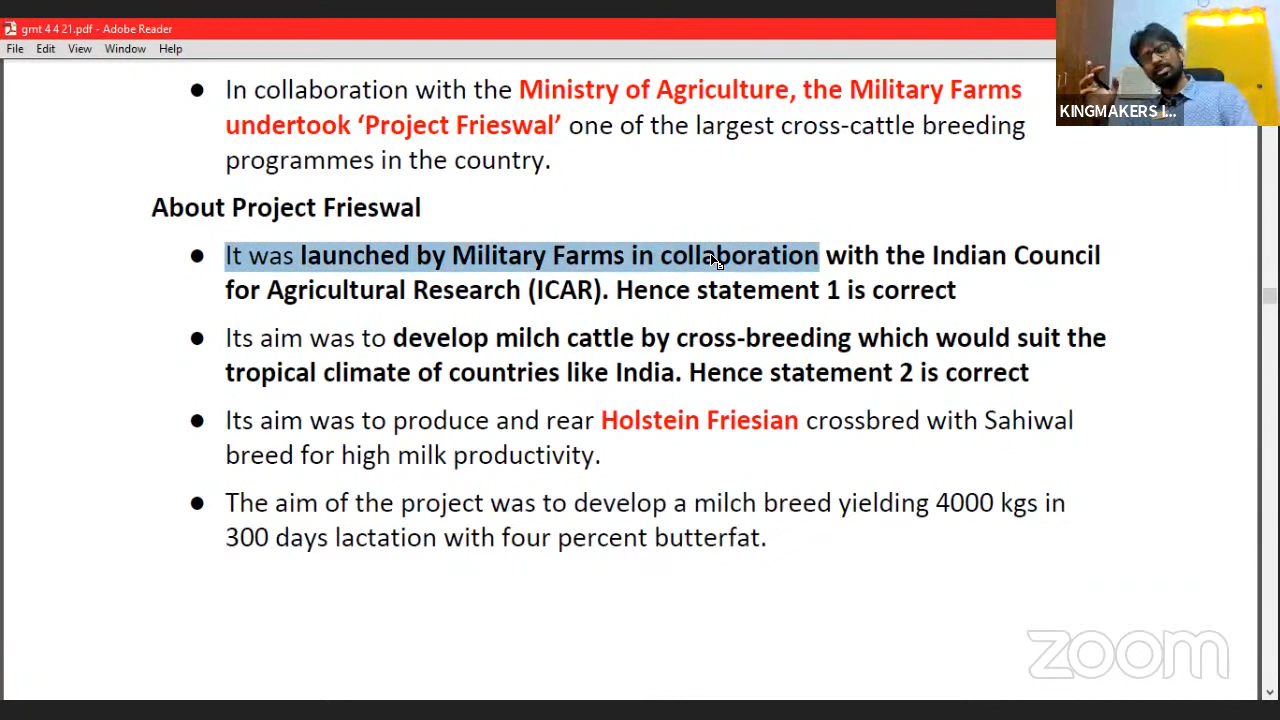 gmt 4 4 21.pdf - Adobe Reader
File Edit View Window Help
KINGMAKERS I...
● In collaboration with the Ministry of Agriculture, the Military Farms
undertook ‘Project Frieswal’ one of the largest cross-cattle breeding
programmes in the country.
About Project Frieswal
● It was launched by Military Farms in collaboration with the Indian Council
for Agricultural Research (ICAR). Hence statement 1 is correct
● Its aim was to develop milch cattle by cross-breeding which would suit the
tropical climate of countries like India. Hence statement 2 is correct
● Its aim was to produce and rear Holstein Friesian crossbred with Sahiwal
breed for high milk productivity.
● The aim of the project was to develop a milch breed yielding 4000 kgs in
300 days lactation with four percent butterfat.
zoom